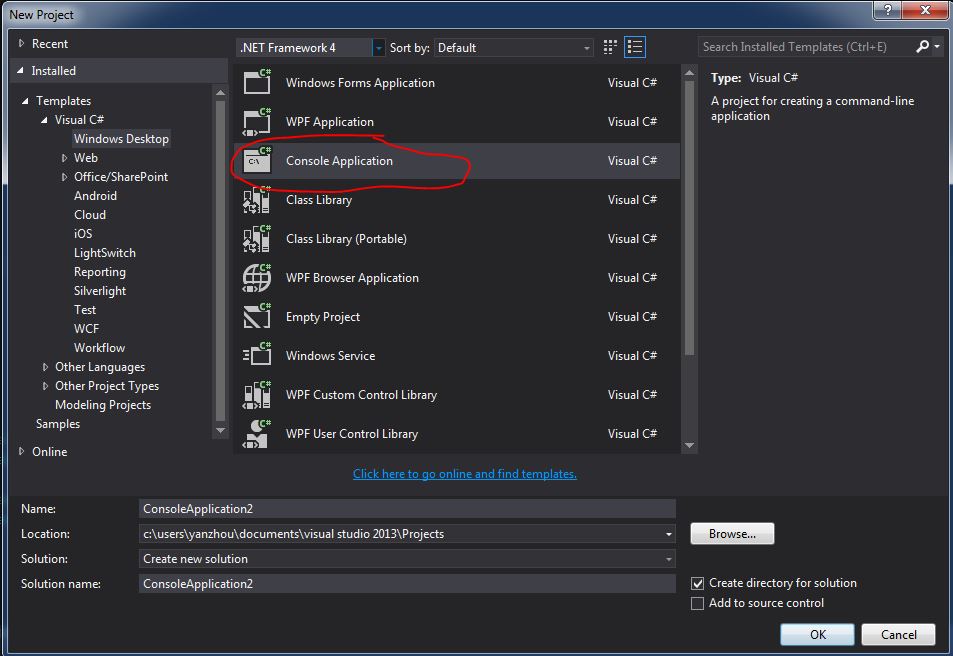 New Project
Recent
Installed
Templates
Visual C#
Windows Desktop
Web
Office/SharePoint
Android
Cloud
iOS
LightSwitch
Reporting
Silverlight
Test
WCF
Workflow
Other Languages
Other Project Types
Modeling Projects
Samples
Online
.NET Framework 4 Sort by: Default
Windows Forms Application Visual C#
WPF Application Visual C#
Console Application Visual C#
Class Library Visual C#
Class Library (Portable) Visual C#
WPF Browser Application Visual C#
Empty Project Visual C#
Windows Service Visual C#
WPF Custom Control Library Visual C#
WPF User Control Library Visual C#
Click here to go online and find templates.
Search Installed Templates (Ctrl+E)
Type: Visual C#
A project for creating a command-line
application
Name: ConsoleApplication2
Location: c:\users\yanzhou\documents\visual studio 2013\Projects Browse...
Solution: Create new solution
Solution name: ConsoleApplication2
Create directory for solution
Add to source control
OK Cancel